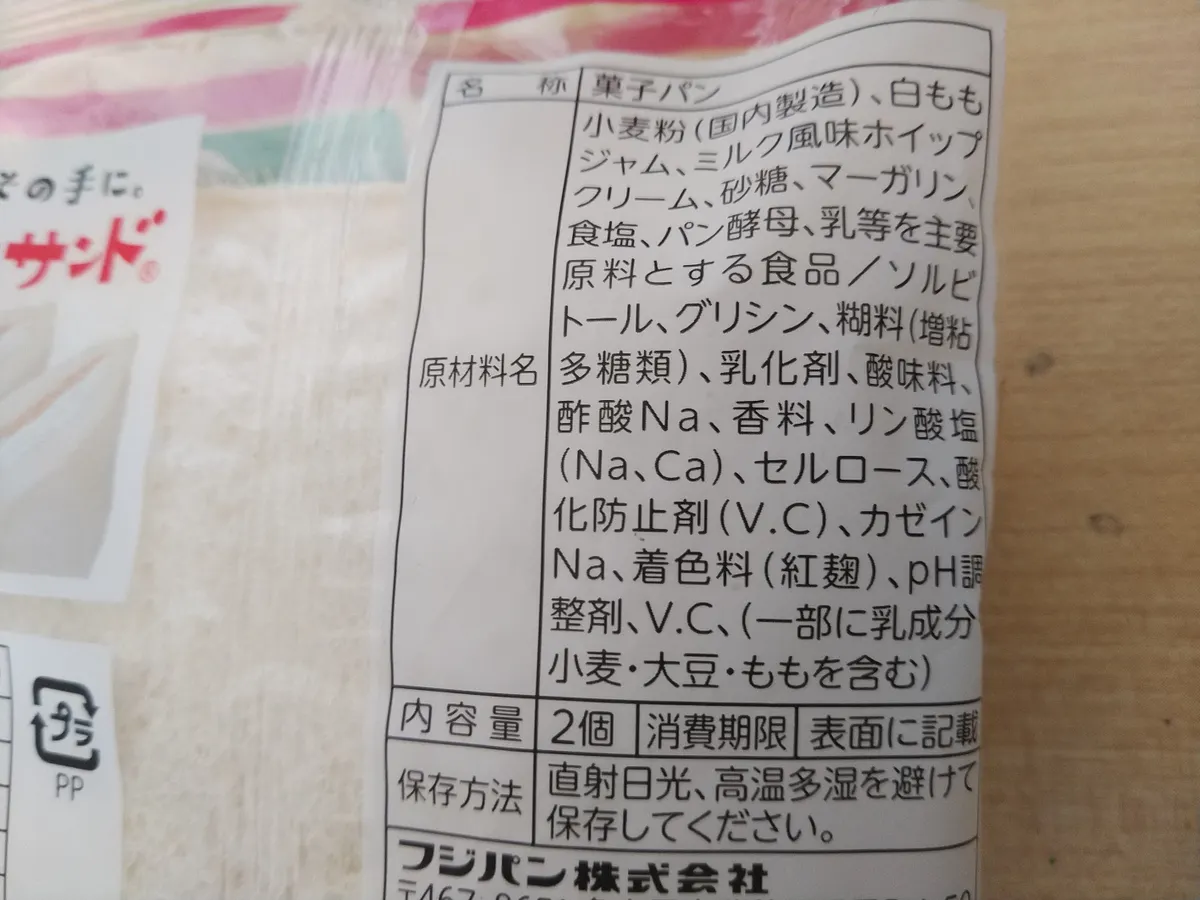 その手に。
サンド®
プラ
PP
名 称 菓子パン
原材料名
小麦粉(国内製造)、白もも
ジャム、ミルク風味ホイップ
クリーム、砂糖、マーガリン、
食塩、パン酵母、乳等を主要
原料とする食品/ソルビ
トール、グリシン、糊料(増粘
多糖類)、乳化剤、酸味料、
酢酸Na、香料、リン酸塩
(Na、Ca)、セルロース、酸
化防止剤(V.C)、カゼイン
Na、着色料(紅麹)、pH調
整剤、V.C、(一部に乳成分
小麦・大豆・ももを含む)
内容量 2個 消費期限 表面に記載
保存方法
直射日光、高温多湿を避けて
保存してください。
フジパン株式会社